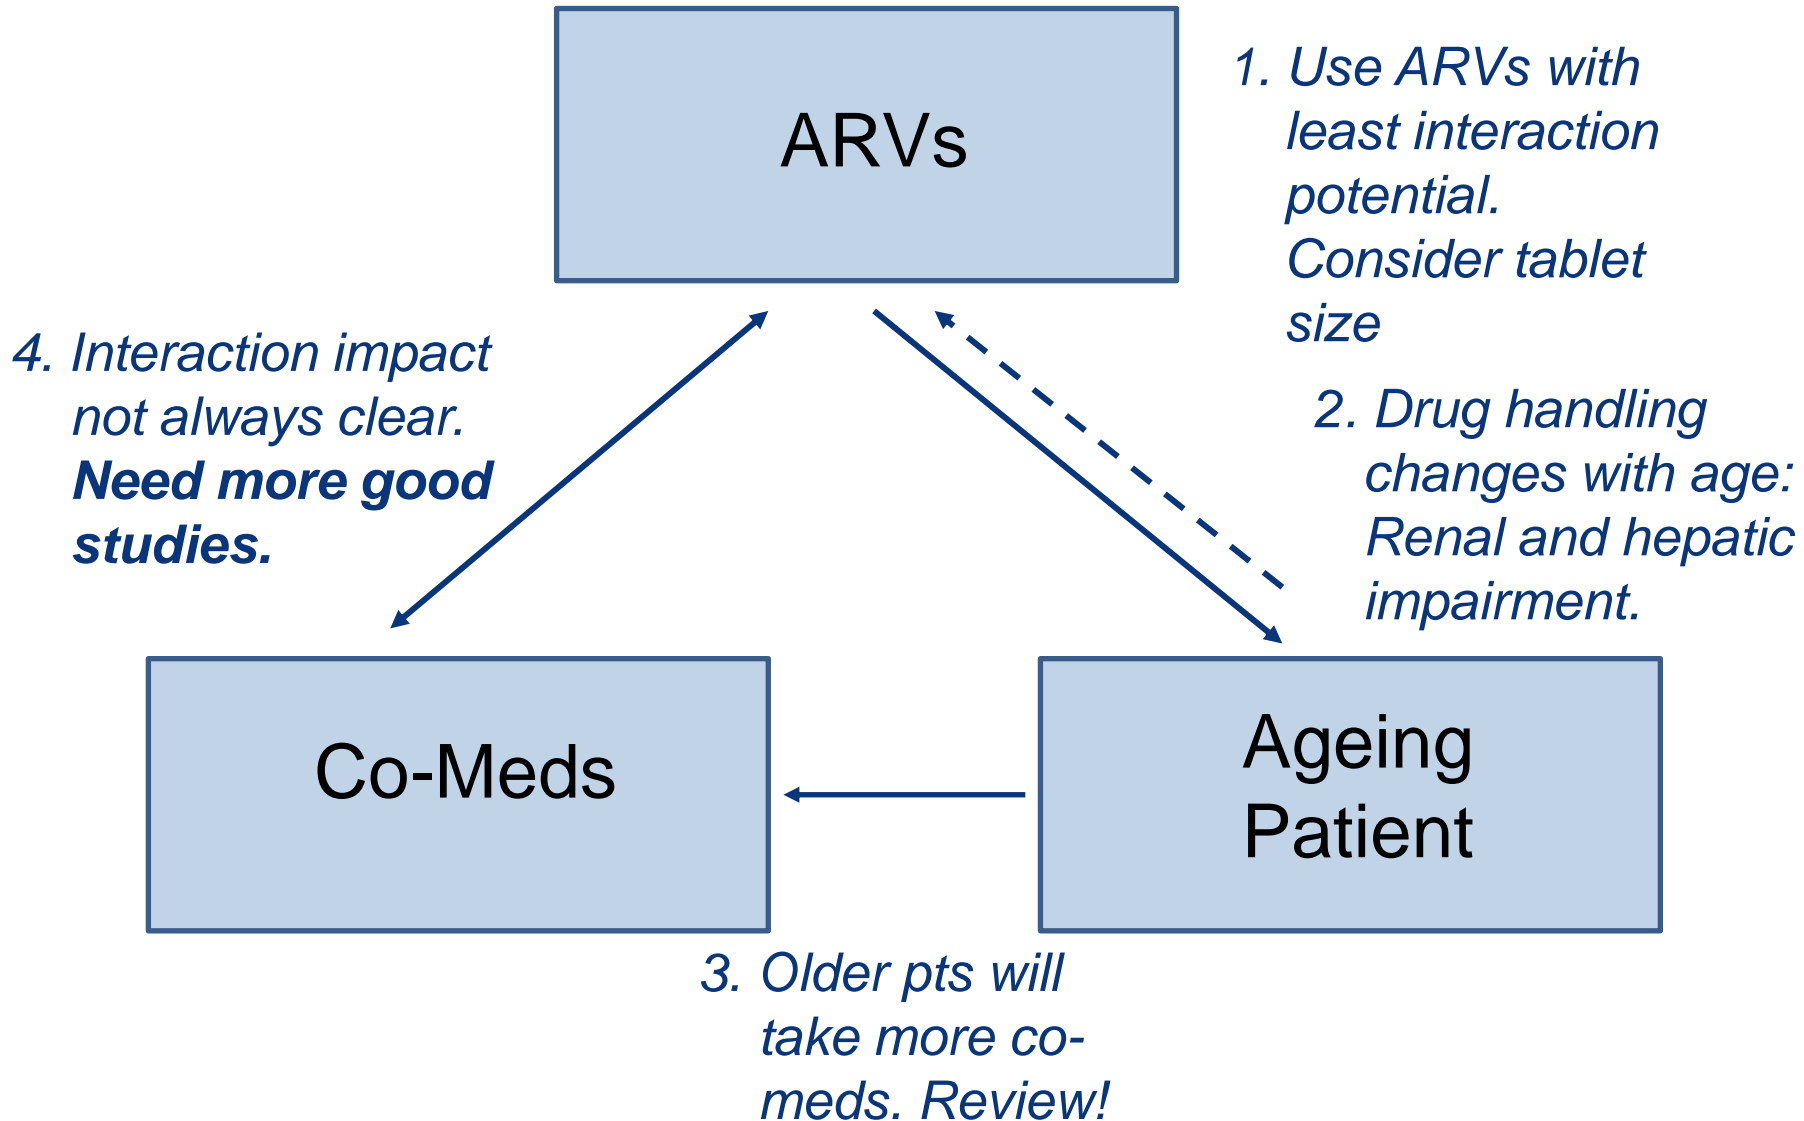 ARVs
1. Use ARVs with
least interaction
potential.
Consider tablet
size
4. Interaction impact
not always clear.
Need more good
studies.
2. Drug handling
changes with age:
Renal and hepatic
impairment.
Co-Meds
Ageing
Patient
3. Older pts will
take more co-
meds. Review!